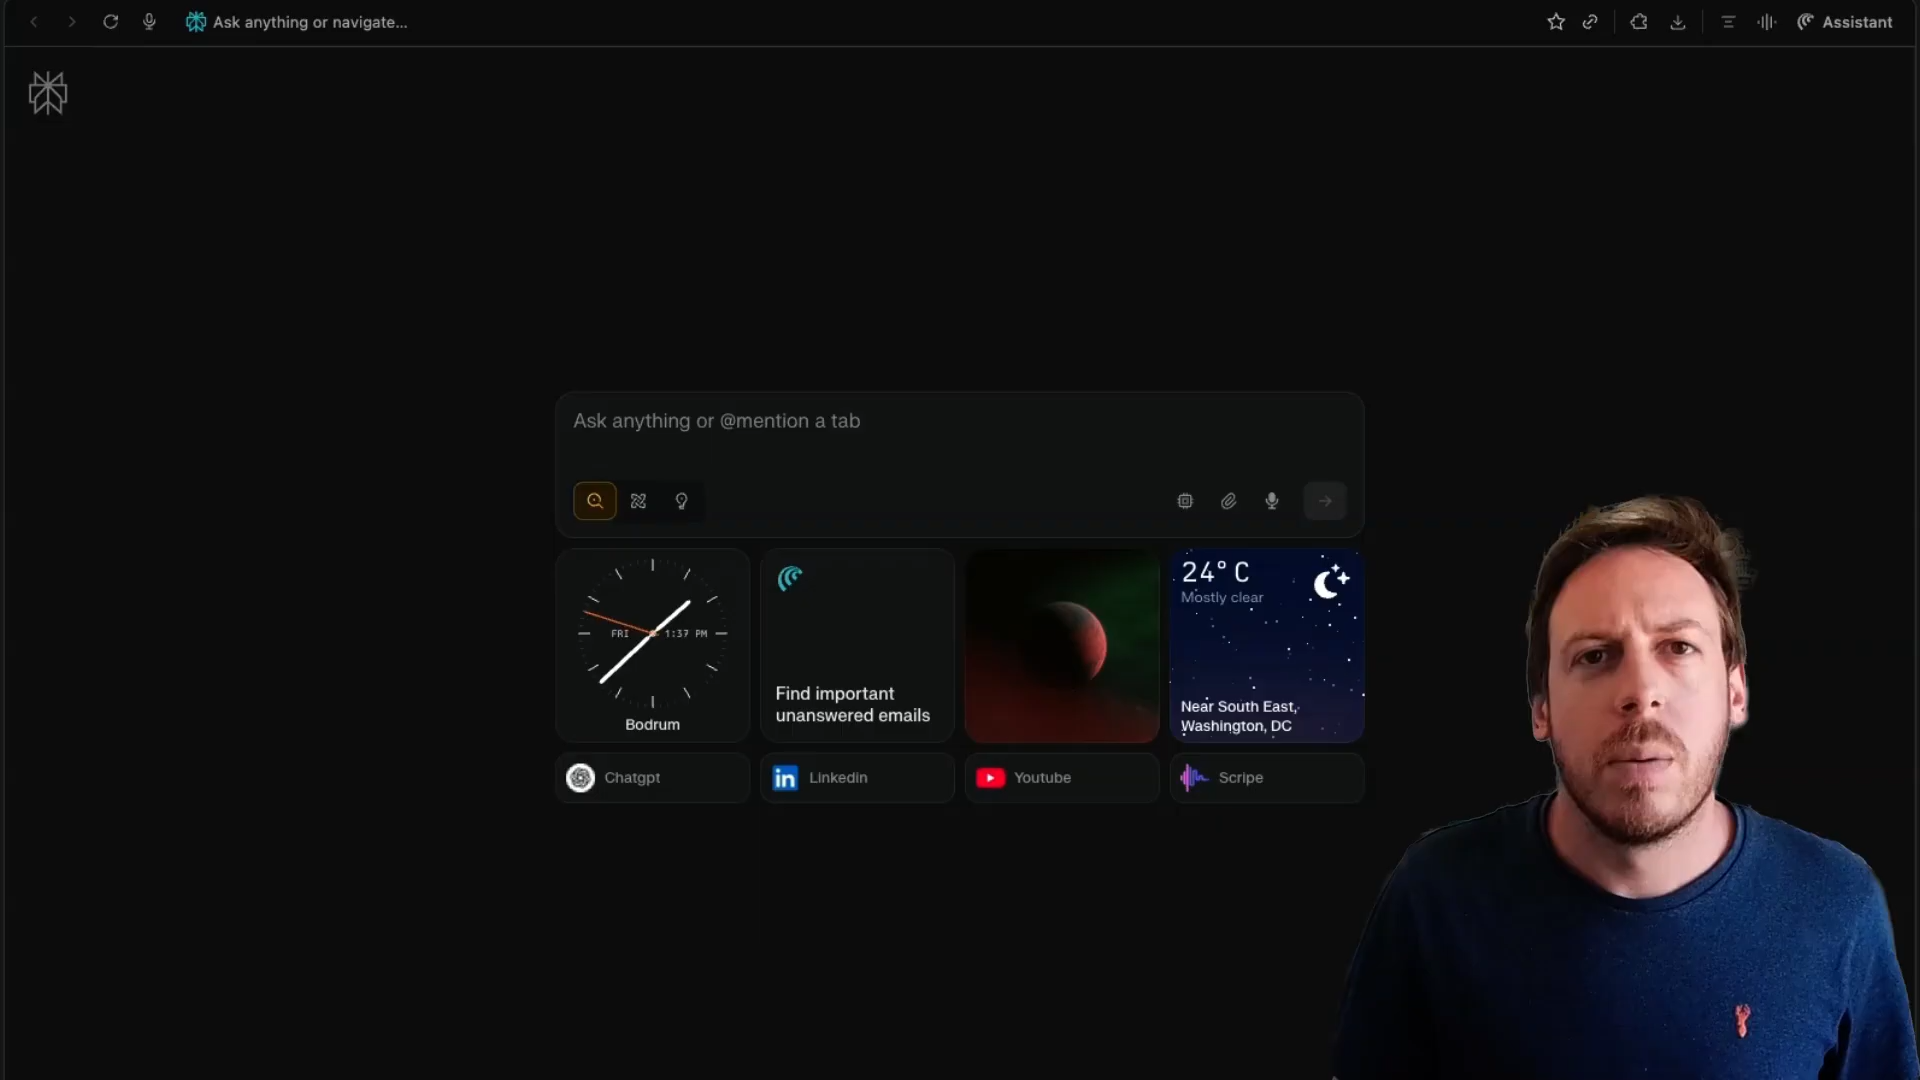 Ask anything or navigate...
Assistant
Ask anything or @mention a tab
FRI 1:37 PM
Bodrum
Find important
unanswered emails
24° C
Mostly clear
Near South East,
Washington, DC
Chatgpt
Linkedin
Youtube
Scripe